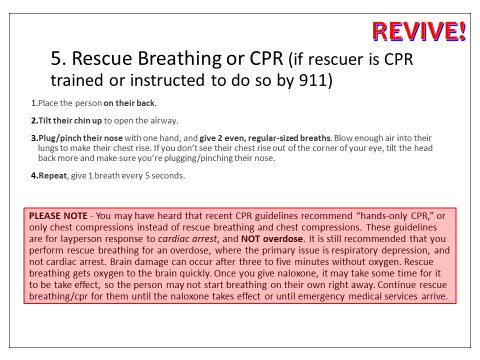 REVIVE!
5. Rescue Breathing or CPR (if rescuer is CPR
trained or instructed to do so by 911)
1.Place the person on their back.
2.Tilt their chin up to open the airway.
3.Plug/pinch their nose with one hand, and give 2 even, regular-sized breaths. Blow enough air into their
lungs to make their chest rise. If you don't see their chest rise out of the corner of your eye, tilt the head
back more and make sure you're plugging/pinching their nose.
4.Repeat, give 1 breath every 5 seconds.
PLEASE NOTE - You may have heard that recent CPR guidelines recommend "hands-only CPR," or
only chest compressions instead of rescue breathing and chest compressions. These guidelines
are for layperson response to cardiac arrest, and NOT overdose. It is still recommended that you
perform rescue breathing for an overdose, where the primary issue is respiratory depression, and
not cardiac arrest. Brain damage can occur after three to five minutes without oxygen. Rescue
breathing gets oxygen to the brain quickly. Once you give naloxone, it may take some time for it
to be take effect, so the person may not start breathing on their own right away. Continue rescue
breathing/cpr for them until the naloxone takes effect or until emergency medical services arrive.